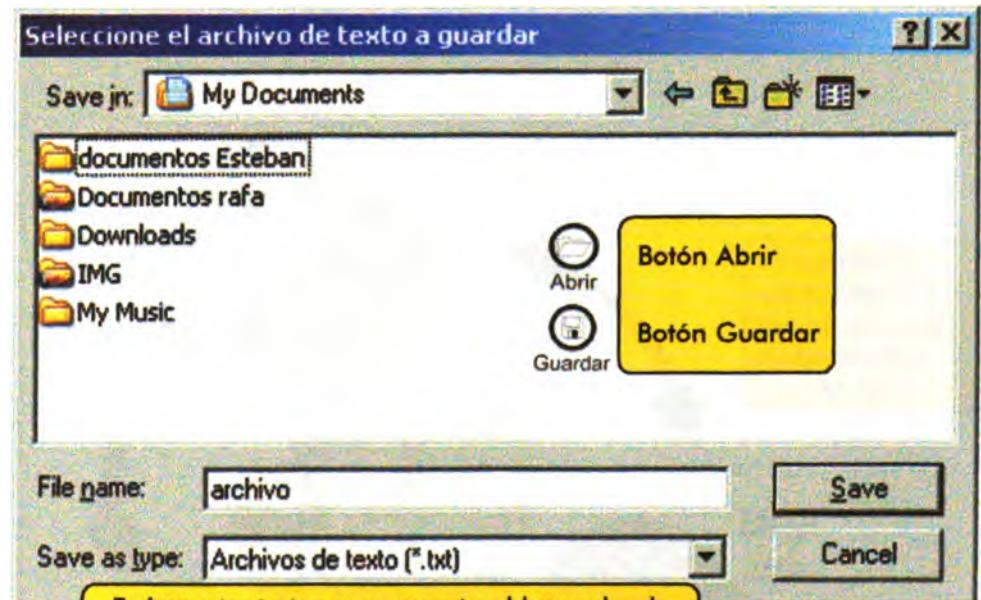 Seleccione el archivo de texto a guardar
Save in: My Documents
documentos Esteban
Documentos rafa
Downloads
IMG
My Music
Abrir
Botón Abrir
Guardar
Botón Guardar
File name: archivo
Save
Save as type: Archivos de texto (*.txt)
Cancel